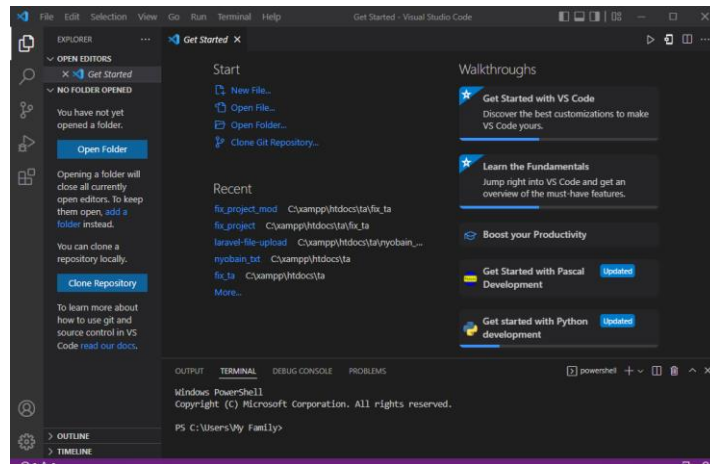 File Edit Selection View Go Run Terminal Help Get Started - Visual Studio Code
EXPLORER
Get Started
OPEN EDITORS
Get Started
NO FOLDER OPENED
You have not yet
opened a folder.
Open Folder
Opening a folder will
close all currently
open editors. To keep
them open, add a
folder instead.
You can clone a
repository locally.
Clone Repository
To learn more about
how to use git and
source control in VS
Code read our docs.
OUTLINE
TIMELINE
Start
New File...
Open File...
Open Folder...
Clone Git Repository...
Recent
fix_project_mod C:\xampp\htdocs\ta\fix_ta
fix_project C:\xampp\htdocs\ta\fix_ta
laravel-file-upload C:\xampp\htdocs\ta\nyobain_...
nyobain_txt C:\xampp\htdocs\ta
fix_ta C:\xampp\htdocs\ta
More...
Walkthroughs
Get Started with VS Code
Discover the best customizations to make
VS Code yours.
Learn the Fundamentals
Jump right into VS Code and get an
overview of the must-have features.
Boost your Productivity
Get Started with Pascal Updated
Development
Get started with Python Updated
development
OUTPUT TERMINAL DEBUG CONSOLE PROBLEMS powershell
Windows PowerShell
Copyright (C) Microsoft Corporation. All rights reserved.
PS C:\Users\My Family>